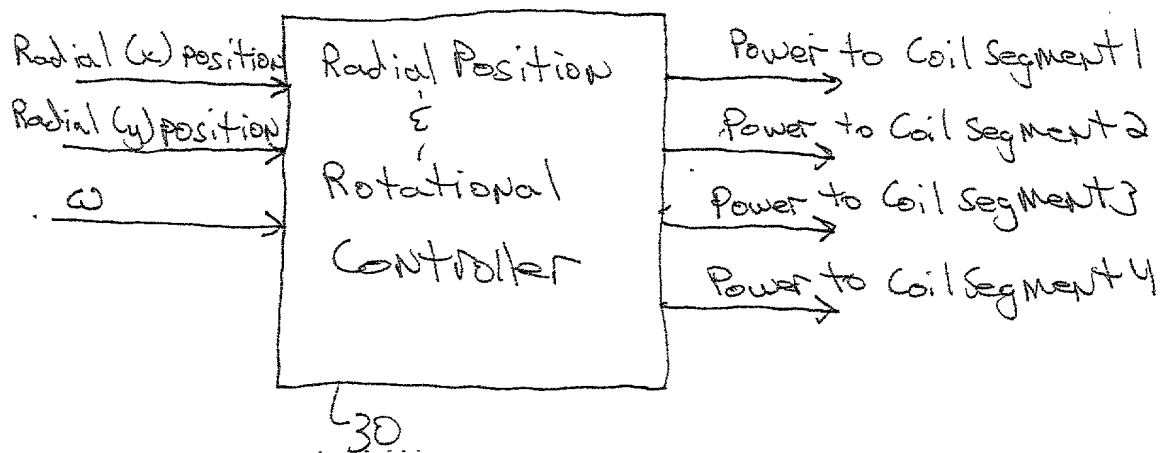 Radial (x) position
Radial (y) position
ω
Radial Position
&
Rotational
Controller
Power to Coil Segment 1
Power to Coil Segment 2
Power to Coil Segment 3
Power to Coil Segment 4
30